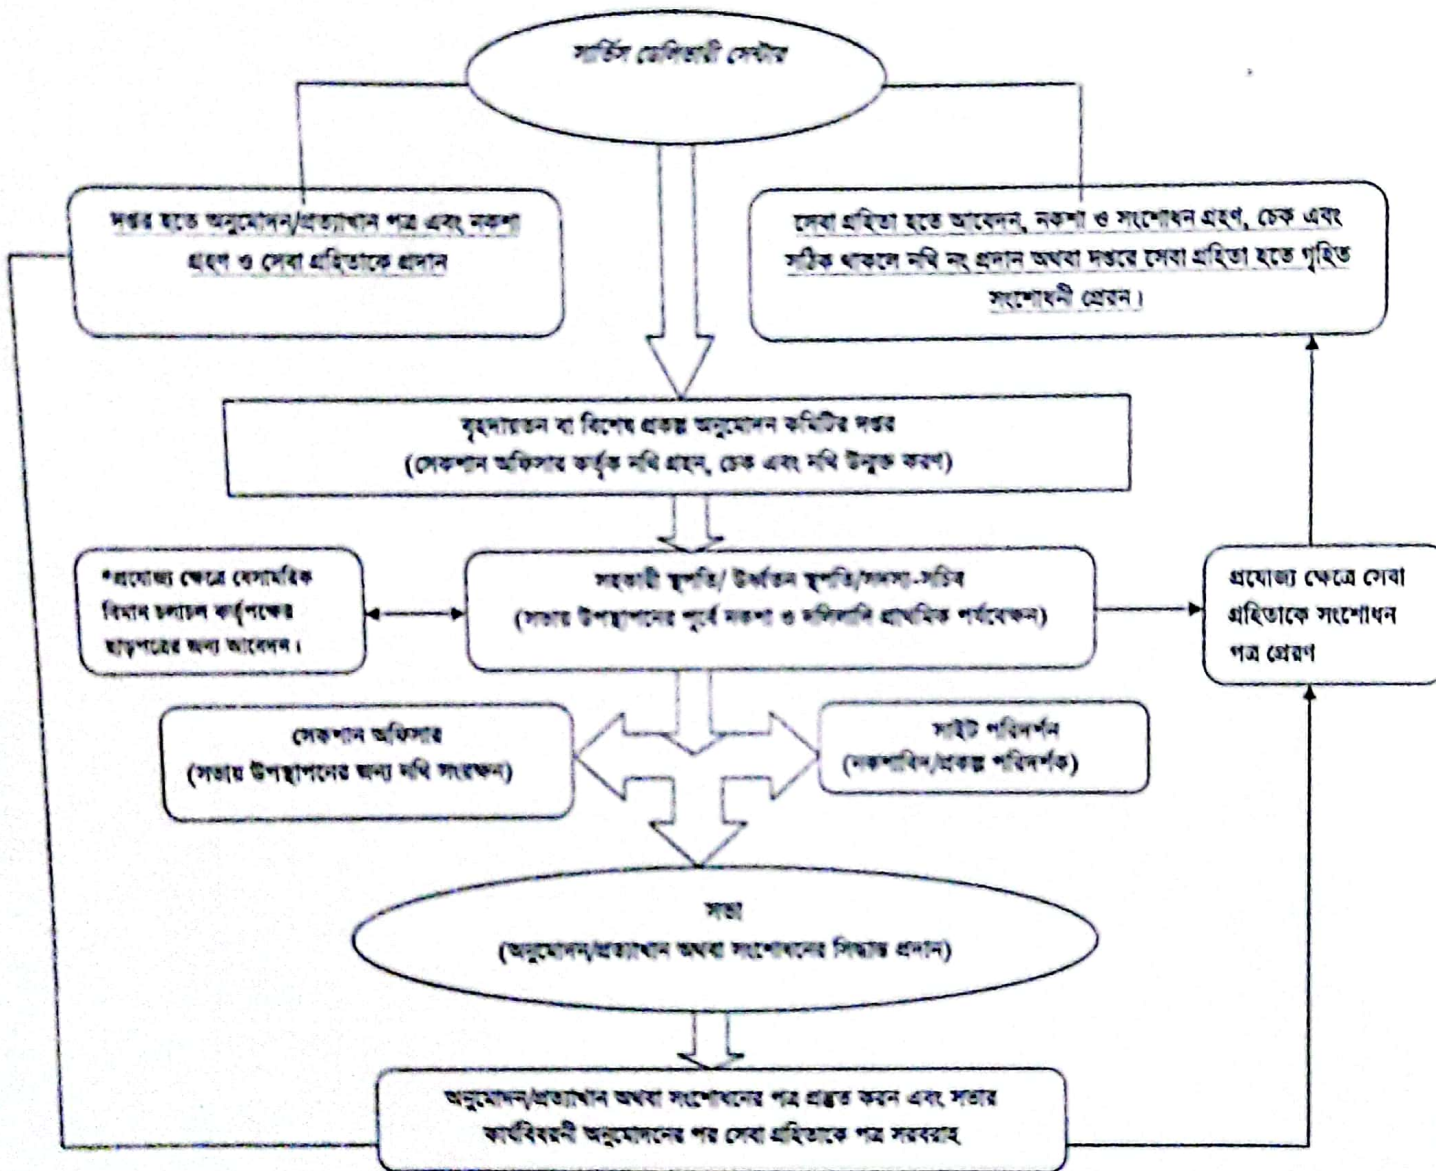 সার্ভিস ডেলিভারী সেন্টার
দপ্তর হতে অনুমোদন/প্রত্যাখান পত্র এবং নকশা
গ্রহণ ও সেবা গ্রহিতাকে প্রদান
সেবা গ্রহিতা হতে আবেদন, নকশা ও সংশোধন গ্রহণ, চেক এবং
সঠিক থাকলে নথি নং প্রদান অথবা দপ্তরে সেবা গ্রহিতা হতে গৃহিত
সংশোধনী প্রেরন।
বৃহদায়তন বা বিশেষ প্রকল্প অনুমোদন কমিটির দপ্তর
(সেকশান অফিসার কর্তৃক নথি গ্রহন, চেক এবং নথি উন্মুক্ত করণ)
*প্রযোজ্য ক্ষেত্রে বেসামরিক
বিমান চলাচল কর্তৃপক্ষের
ছাড়পত্রের জন্য আবেদন।
সহকারী স্থপতি/ উর্ধ্বতন স্থপতি/সদস্য-সচিব
(সভায় উপস্থাপনের পূর্বে নকশা ও দলিলাদি প্রাথমিক পর্যবেক্ষন)
প্রযোজ্য ক্ষেত্রে সেবা
গ্রহিতাকে সংশোধন
পত্র প্রেরণ
সেকশান অফিসার
(সভায় উপস্থাপনের জন্য নথি সংরক্ষন)
সাইট পরিদর্শন
(নকশাবিদ/প্রকল্প পরিদর্শক)
সভা
(অনুমোদন/প্রত্যাখান অথবা সংশোধনের সিদ্ধান্ত প্রদান)
অনুমোদন/প্রত্যাখান অথবা সংশোধনের পত্র প্রস্তুত করন এবং সভার
কার্যবিবরনী অনুমোদনের পর সেবা গ্রহিতাকে পত্র সরবরাহ